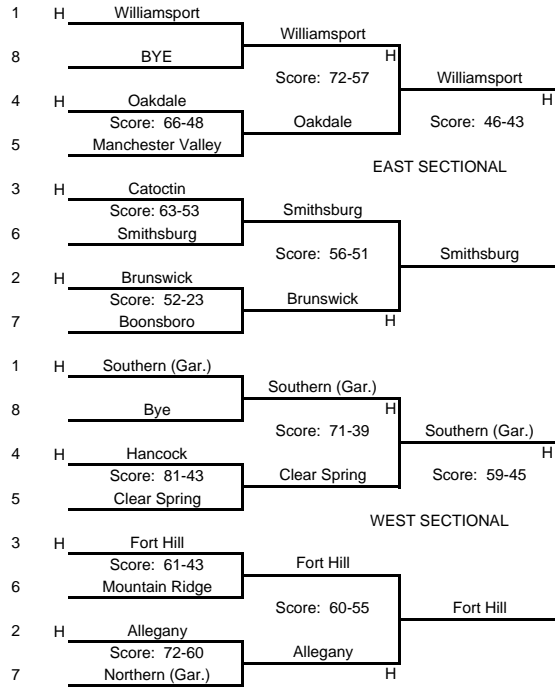 1 H Williamsport
Williamsport
8 BYE H
Score: 72-57 Williamsport
4 H Oakdale H
Score: 66-48 Oakdale Score: 46-43
5 Manchester Valley
EAST SECTIONAL
3 H Catoctin
Score: 63-53 Smithsburg
6 Smithsburg
Score: 56-51 Smithsburg
2 H Brunswick
Score: 52-23 Brunswick
7 Boonsboro H
1 H Southern (Gar.)
Southern (Gar.)
8 Bye H
Score: 71-39 Southern (Gar.)
4 H Hancock H
Score: 81-43 Clear Spring Score: 59-45
5 Clear Spring
WEST SECTIONAL
3 H Fort Hill
Score: 61-43 Fort Hill
6 Mountain Ridge
Score: 60-55 Fort Hill
2 H Allegany
Score: 72-60 Allegany
7 Northern (Gar.) H